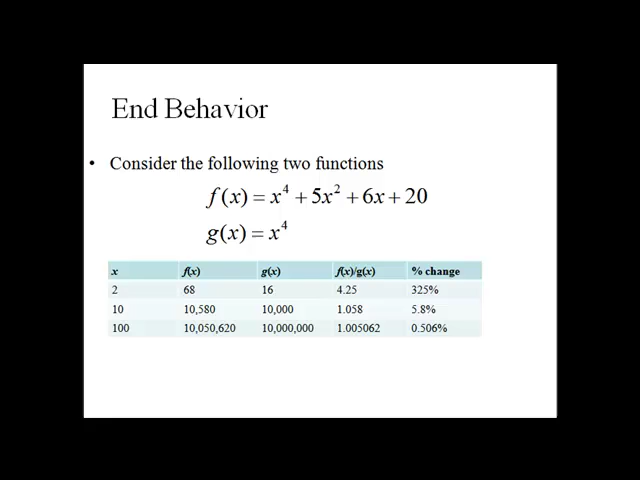 End Behavior
• Consider the following two functions
f(x) = x⁴ + 5x² + 6x + 20
g(x) = x⁴
x f(x) g(x) f(x)/g(x) % change
2 68 16 4.25 325%
10 10,580 10,000 1.058 5.8%
100 10,050,620 10,000,000 1.005062 0.506%